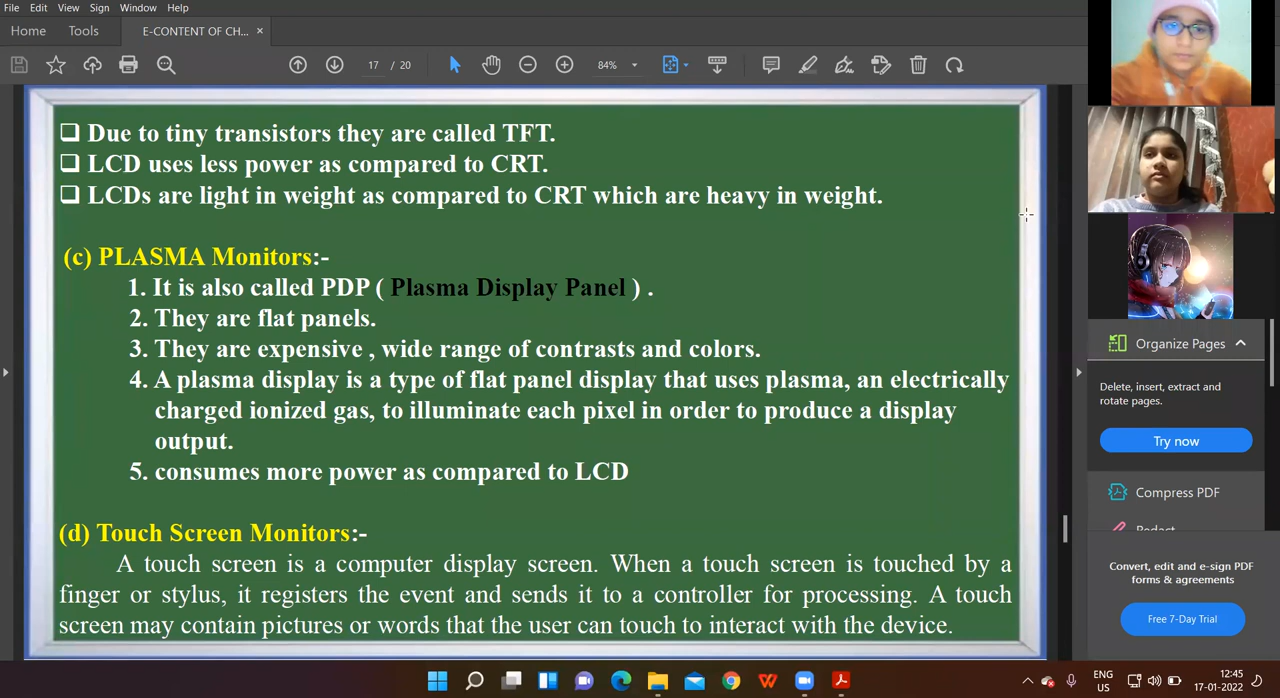 File Edit View Sign Window Help
Home Tools E-CONTENT OF CH... ×
17 / 20 84%
❑ Due to tiny transistors they are called TFT.
❑ LCD uses less power as compared to CRT.
❑ LCDs are light in weight as compared to CRT which are heavy in weight.
(c) PLASMA Monitors:-
1. It is also called PDP ( Plasma Display Panel ) .
2. They are flat panels.
3. They are expensive , wide range of contrasts and colors.
4. A plasma display is a type of flat panel display that uses plasma, an electrically
charged ionized gas, to illuminate each pixel in order to produce a display
output.
5. consumes more power as compared to LCD
(d) Touch Screen Monitors:-
A touch screen is a computer display screen. When a touch screen is touched by a
finger or stylus, it registers the event and sends it to a controller for processing. A touch
screen may contain pictures or words that the user can touch to interact with the device.
Organize Pages
Delete, insert, extract and
rotate pages.
Try now
Compress PDF
Redact
Convert, edit and e-sign PDF
forms & agreements
Free 7-Day Trial
ENG
US
12:45
17-01-2022